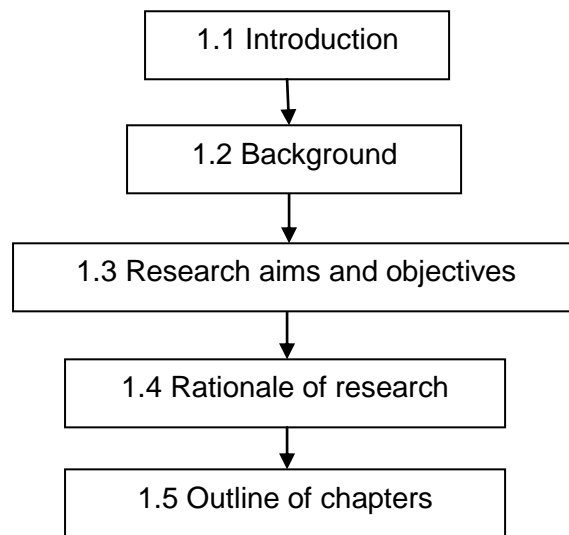 1.1 Introduction
1.2 Background
1.3 Research aims and objectives
1.4 Rationale of research
1.5 Outline of chapters